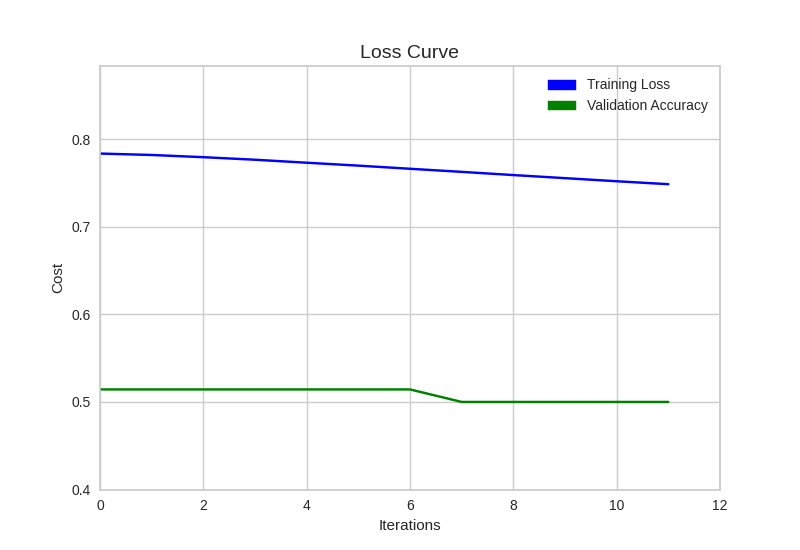 Loss Curve
Training Loss
Validation Accuracy
0.8
0.7
0.6
0.5
0.4
Cost
0 2 4 6 8 10 12
Iterations